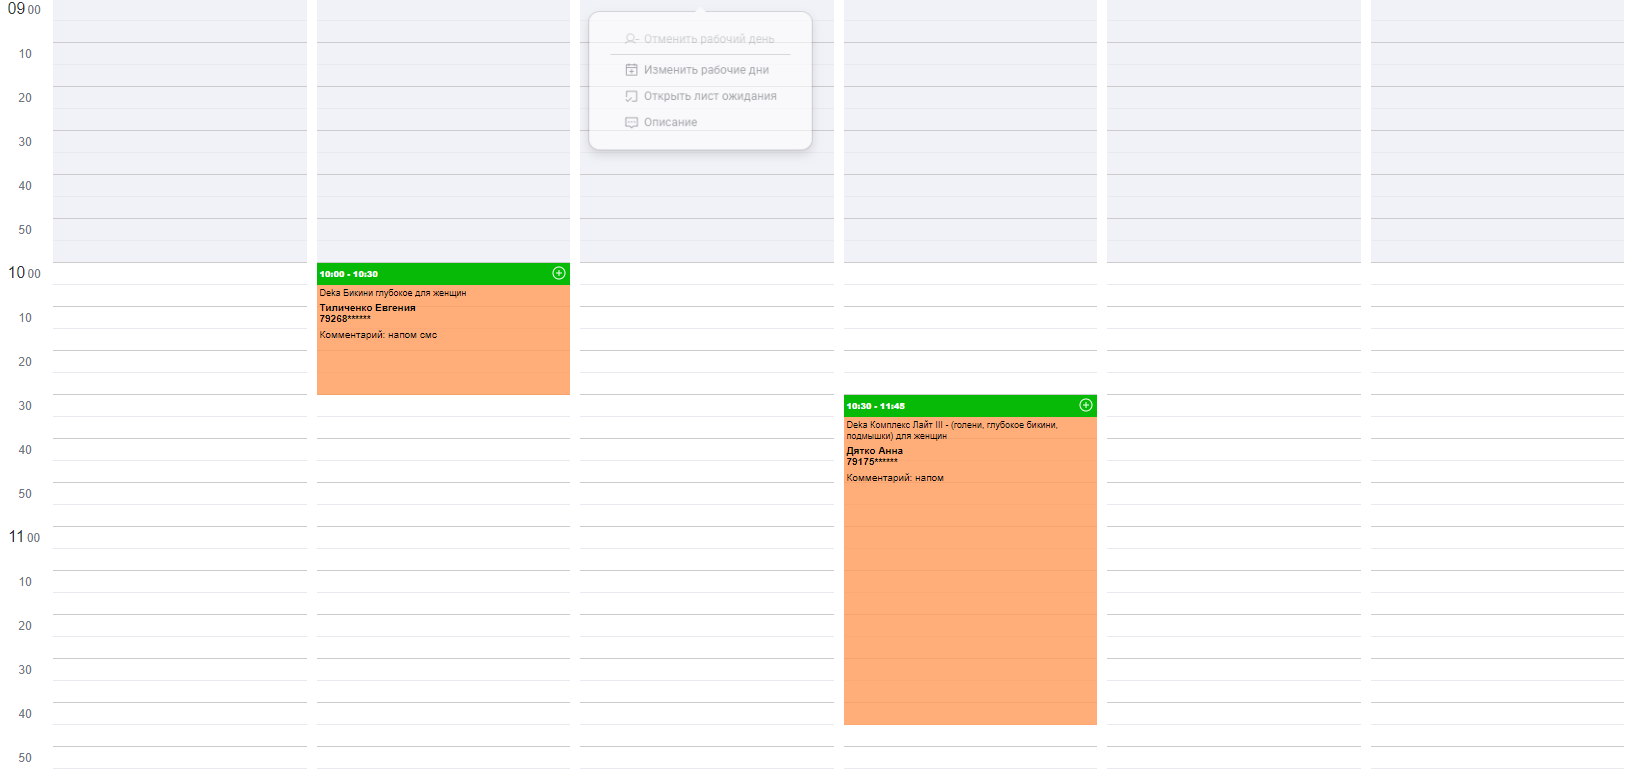 09 00
10
20
30
40
50
10 00
10
20
30
40
50
11 00
10
20
30
40
50
Отменить рабочий день
Изменить рабочие дни
Открыть лист ожидания
Описание
10:00 - 10:30
Deka Бикини глубокое для женщин
Тиличенко Евгения
79268******
Комментарий: напом смс
10:30 - 11:45
Deka Комплекс Лайт III - (голени, глубокое бикини,
подмышки) для женщин
Дятко Анна
79175******
Комментарий: напом